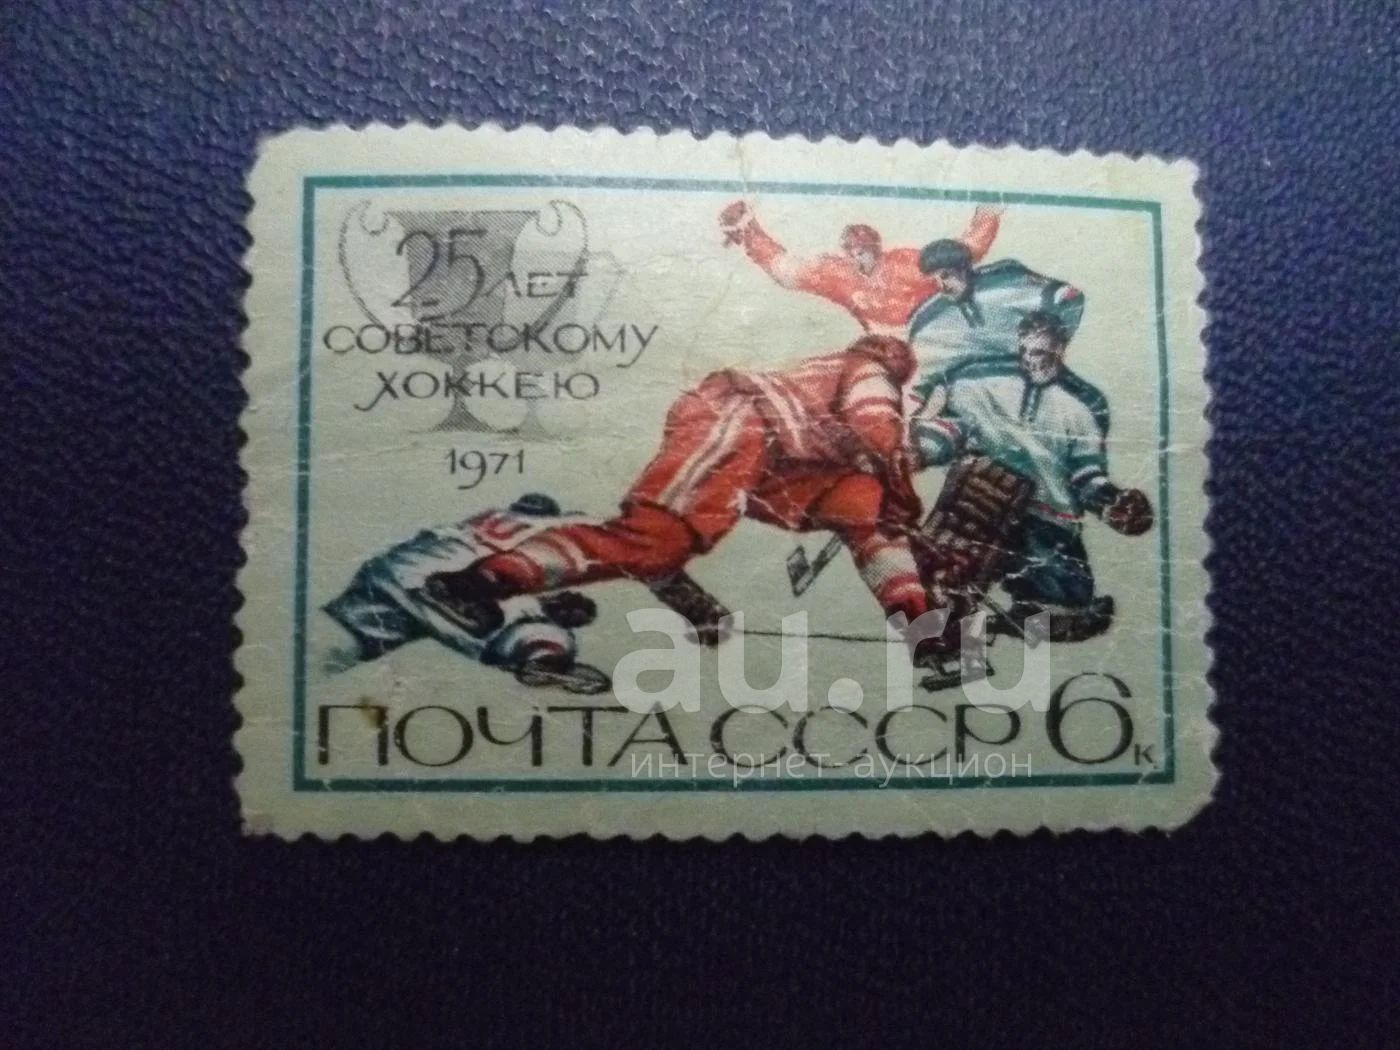 25 ЛЕТ
СОВЕТСКОМУ
ХОККЕЮ
1971
au.ru
ПОЧТА СССР 6к
интернет-аукцион